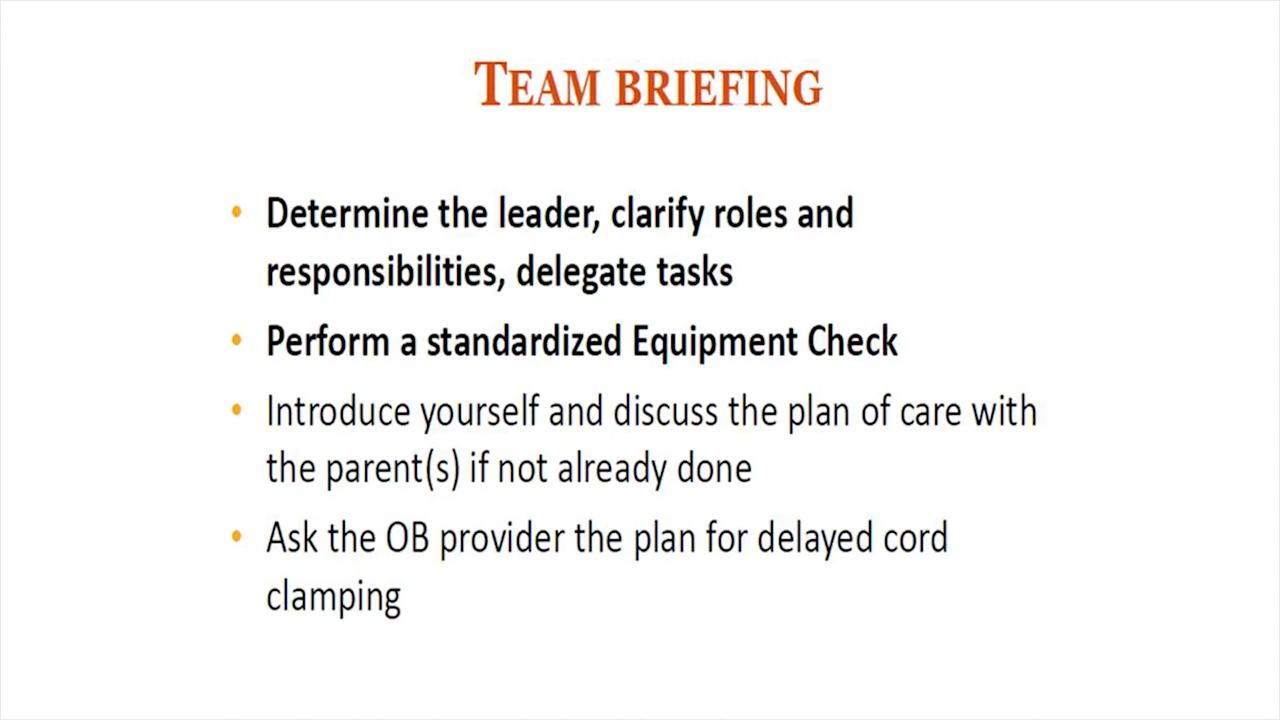 TEAM BRIEFING
• Determine the leader, clarify roles and
responsibilities, delegate tasks
• Perform a standardized Equipment Check
• Introduce yourself and discuss the plan of care with
the parent(s) if not already done
• Ask the OB provider the plan for delayed cord
clamping